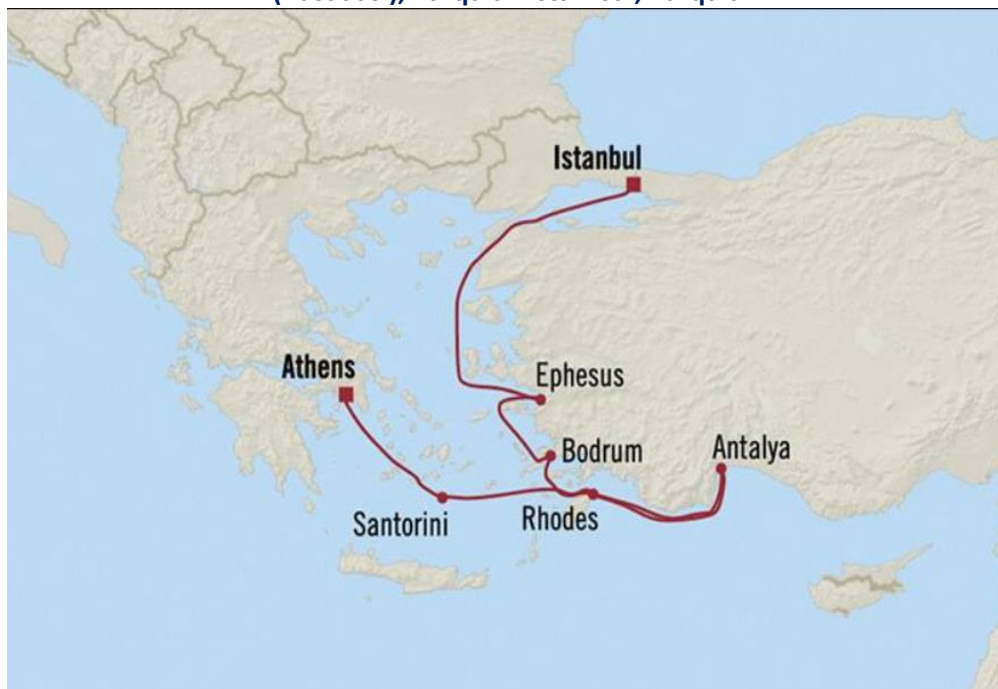 Istanbul
Athens
Ephesus
Bodrum
Antalya
Santorini
Rhodes